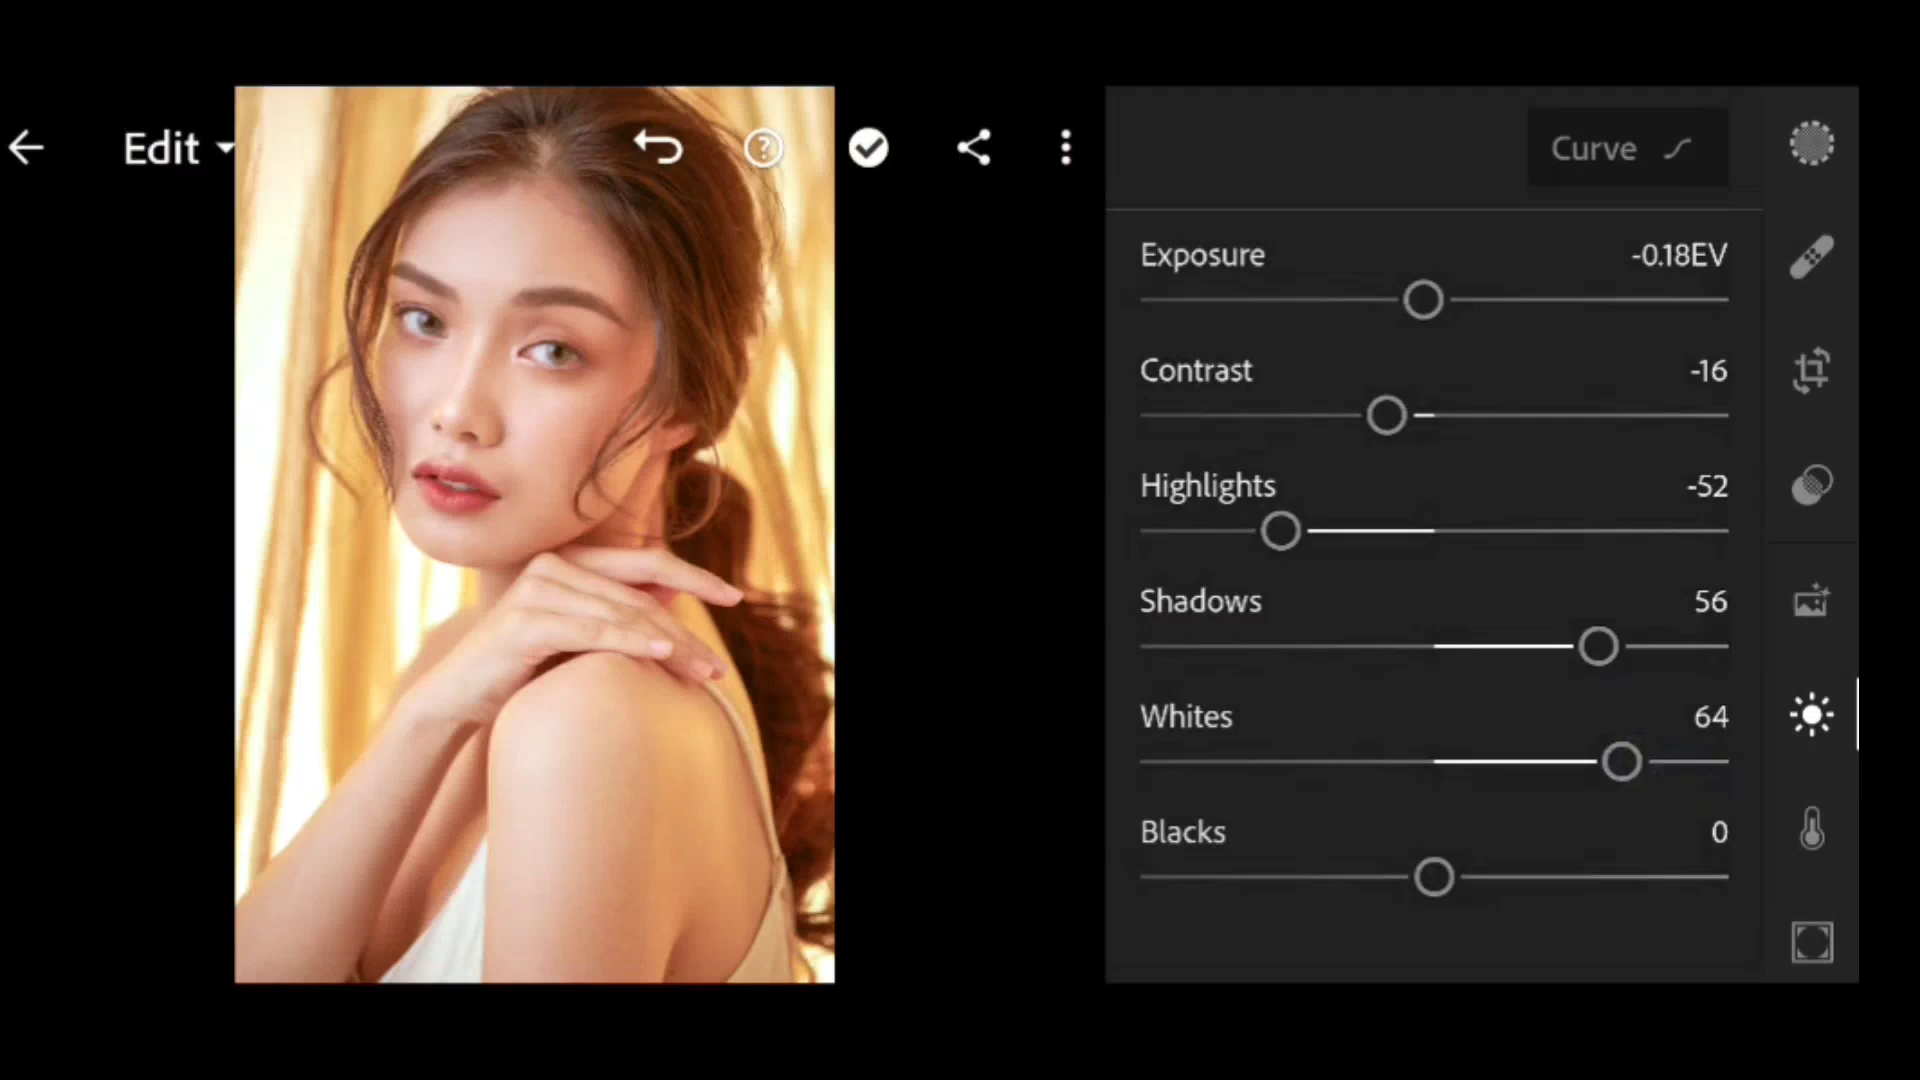 Edit
Curve
Exposure -0.18EV
Contrast -16
Highlights -52
Shadows 56
Whites 64
Blacks 0